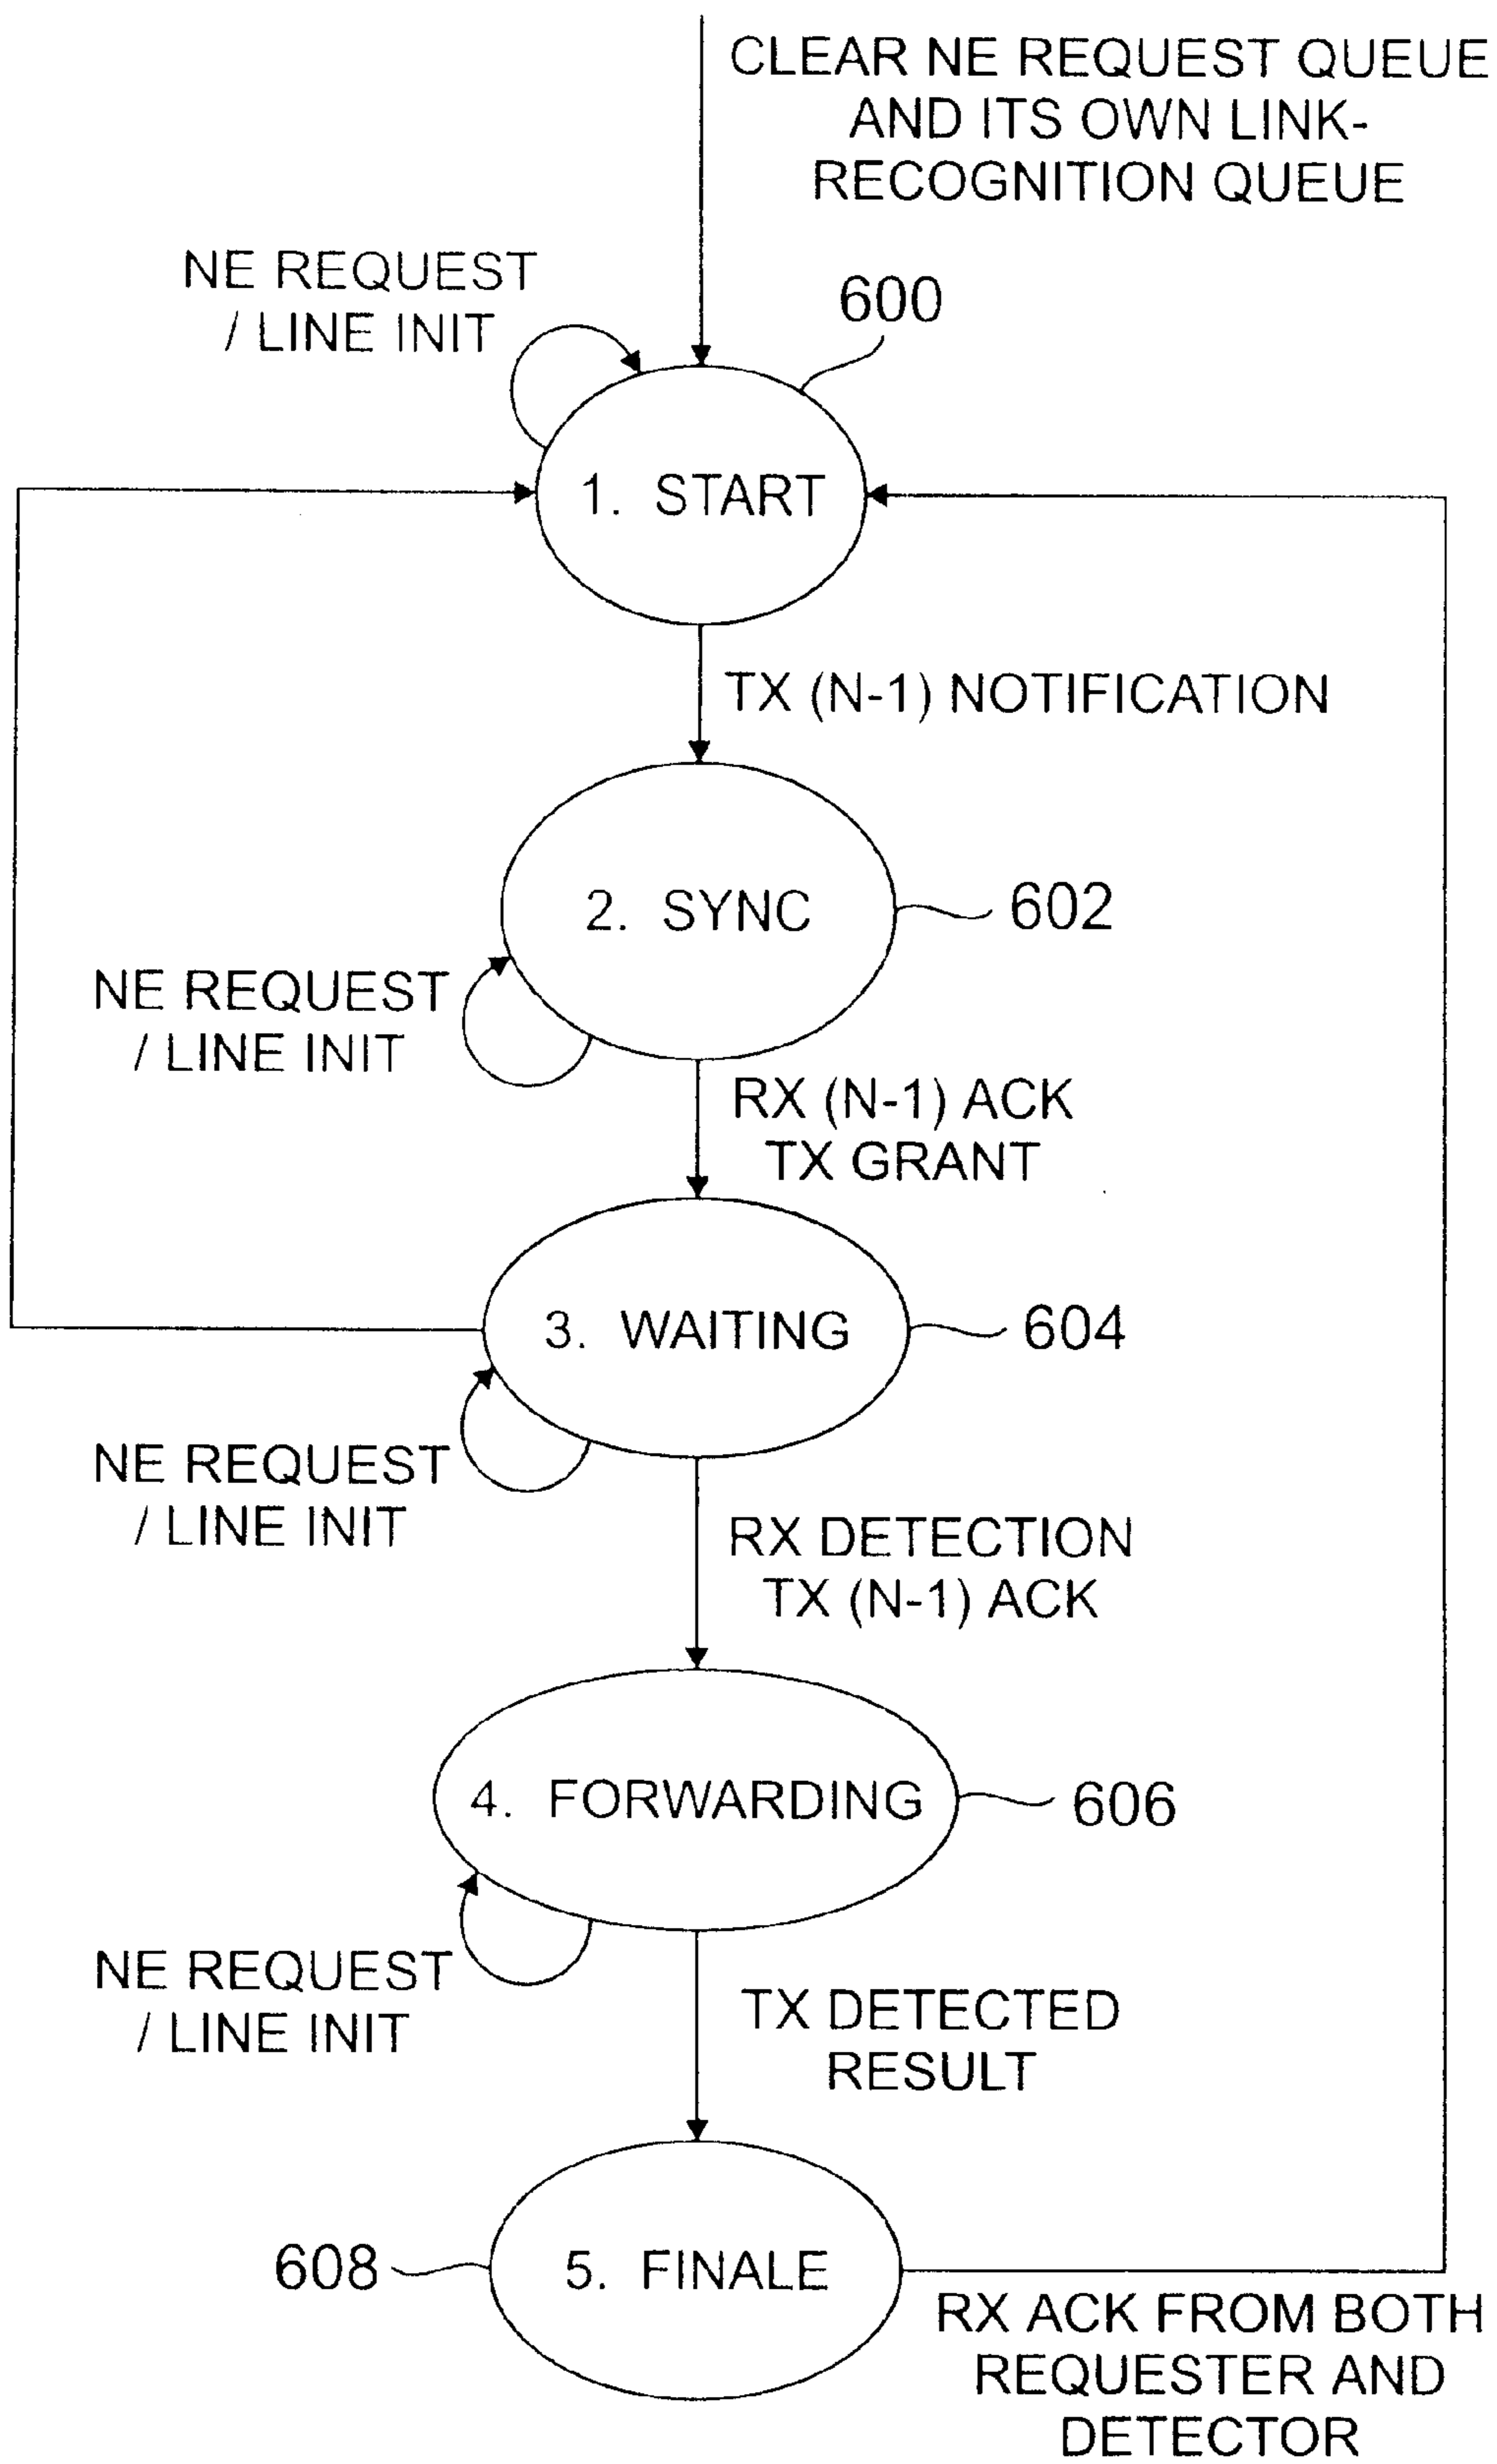 CLEAR NE REQUEST QUEUE
AND ITS OWN LINK-
RECOGNITION QUEUE
NE REQUEST
/ LINE INIT
600
1. START
TX (N-1) NOTIFICATION
2. SYNC
602
NE REQUEST
/ LINE INIT
RX (N-1) ACK
TX GRANT
3. WAITING
604
NE REQUEST
/ LINE INIT
RX DETECTION
TX (N-1) ACK
4. FORWARDING
606
NE REQUEST
/ LINE INIT
TX DETECTED
RESULT
608
5. FINALE
RX ACK FROM BOTH
REQUESTER AND
DETECTOR